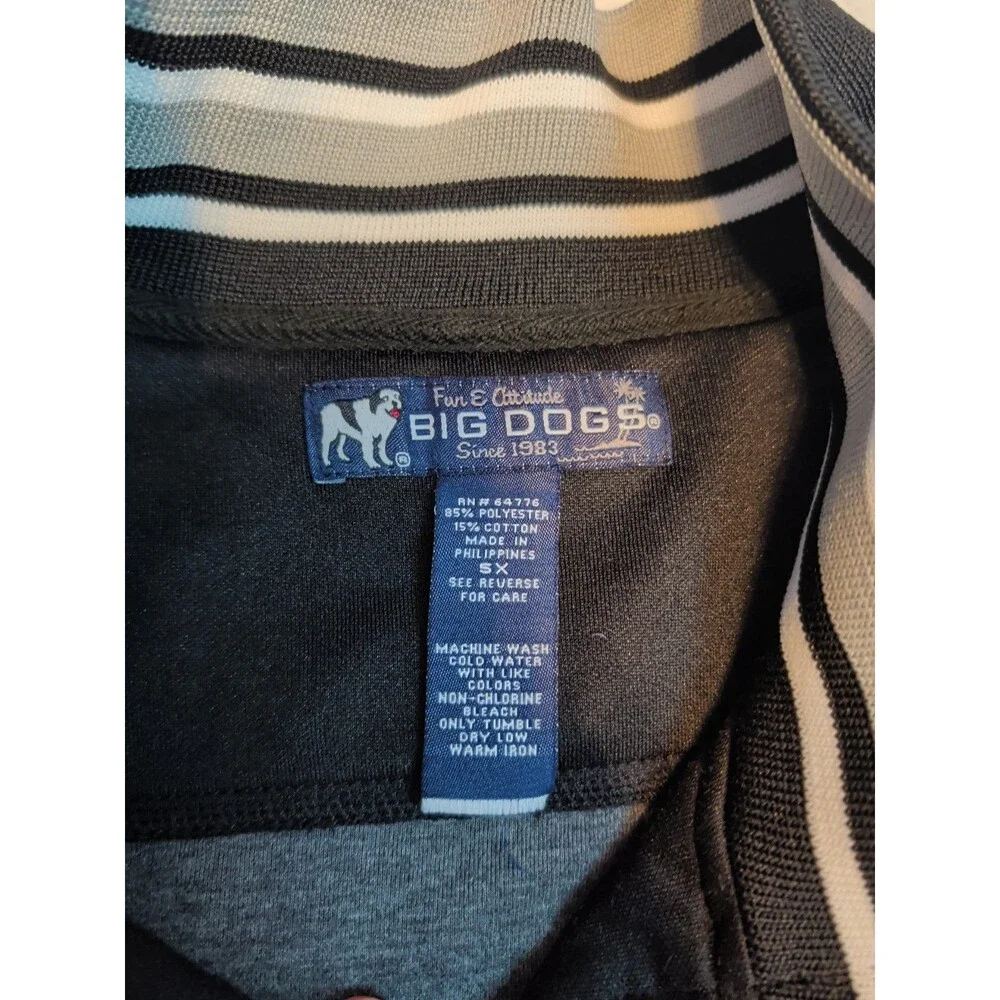 Fun & Attitude
BIG DOGS®
Since 1983
®
RN # 64776
85% POLYESTER
15% COTTON
MADE IN
PHILIPPINES
5X
SEE REVERSE
FOR CARE
MACHINE WASH
COLD WATER
WITH LIKE
COLORS
NON-CHLORINE
BLEACH
ONLY TUMBLE
DRY LOW
WARM IRON